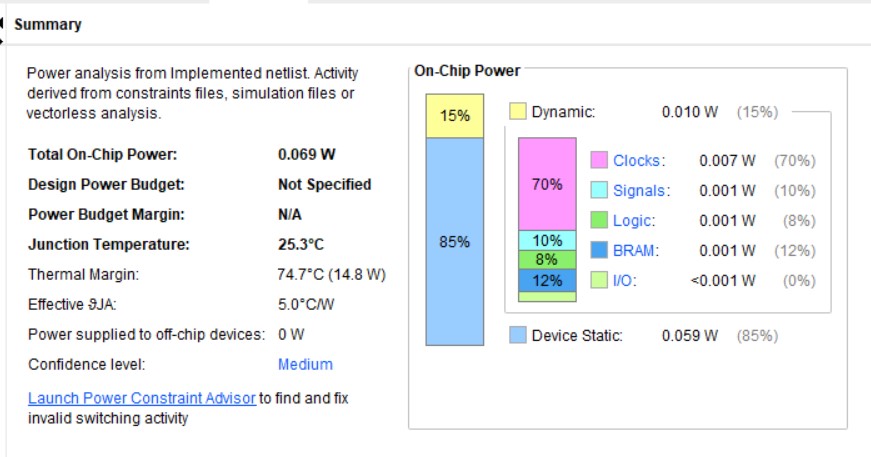 Summary
Power analysis from Implemented netlist. Activity
derived from constraints files, simulation files or
vectorless analysis.
Total On-Chip Power: 0.069 W
Design Power Budget: Not Specified
Power Budget Margin: N/A
Junction Temperature: 25.3°C
Thermal Margin: 74.7°C (14.8 W)
Effective ϑJA: 5.0°C/W
Power supplied to off-chip devices: 0 W
Confidence level: Medium
Launch Power Constraint Advisor to find and fix
invalid switching activity
On-Chip Power
15%
85%
Dynamic: 0.010 W (15%)
70%
10%
8%
12%
Clocks: 0.007 W (70%)
Signals: 0.001 W (10%)
Logic: 0.001 W (8%)
BRAM: 0.001 W (12%)
I/O: <0.001 W (0%)
Device Static: 0.059 W (85%)